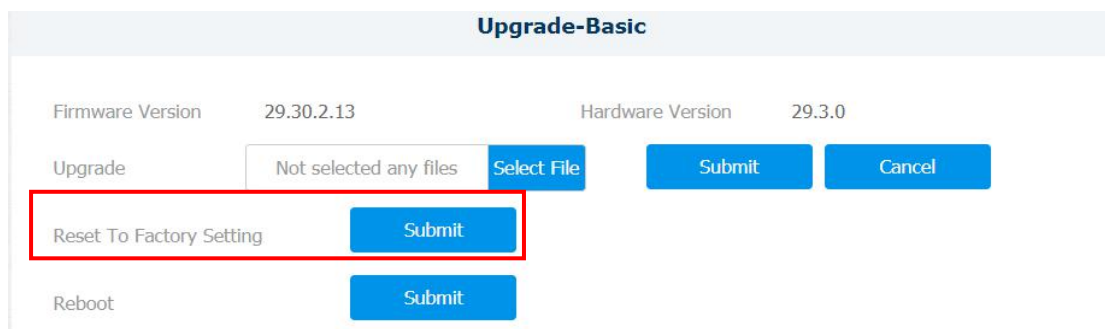 Upgrade-Basic
Firmware Version 29.30.2.13 Hardware Version 29.3.0
Upgrade Not selected any files Select File Submit Cancel
Reset To Factory Setting Submit
Reboot Submit